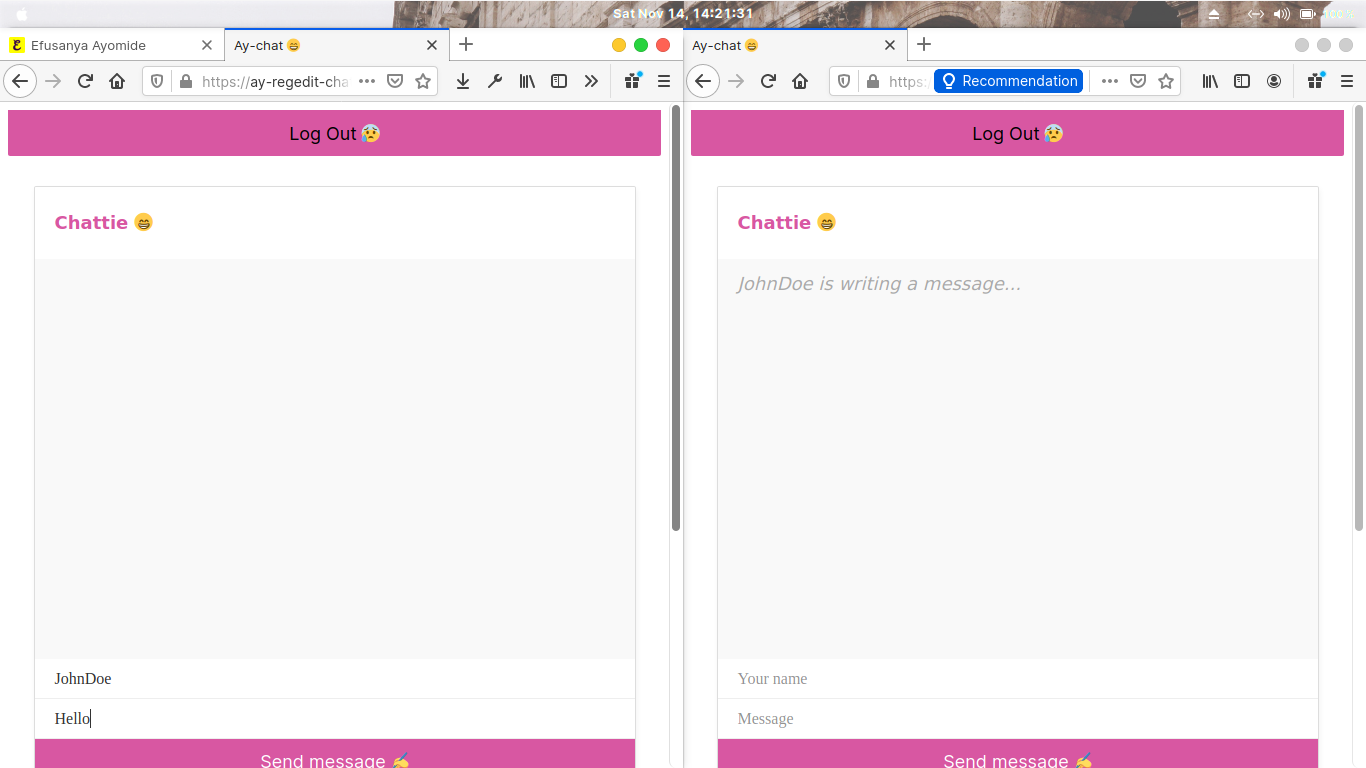 Sat Nov 14, 14:21:31
100%
Efusanya Ayomide
Ay-chat 😄
https://ay-regedit-cha
Log Out 😰
Chattie 😄
JohnDoe
Hello
Send message ✍
Ay-chat 😄
https:
Recommendation
Log Out 😰
Chattie 😄
JohnDoe is writing a message...
Your name
Message
Send message ✍